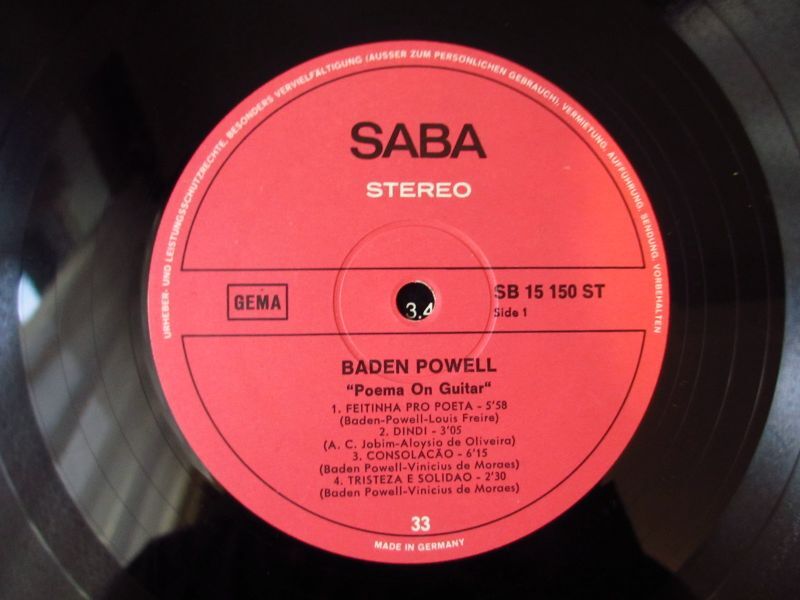 URHEBER- UND LEISTUNGSSCHUTZRECHTE, BESONDERS VERVIELFÄLTIGUNG (AUSSER ZUM PERSÖNLICHEN GEBRAUCH), VERMIETUNG, AUFFÜHRUNG, SENDUNG, VORBEHALTEN
SABA
STEREO
GEMA
3.4
SB 15 150 ST
Side 1
BADEN POWELL
"Poema On Guitar"
1. FEITINHA PRO POETA - 5'58
(Baden-Powell-Louis Freire)
2. DINDI - 3'05
(A. C. Jobim-Aloysio de Oliveira)
3. CONSOLACÃO - 6'15
(Baden Powell-Vinicius de Moraes)
4. TRISTEZA E SOLIDAO - 2'30
(Baden Powell-Vinicius de Moraes)
33
MADE IN GERMANY